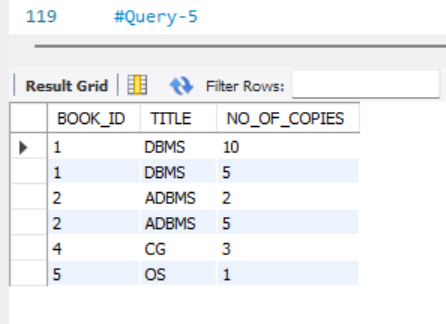 119 #Query-5
Result Grid Filter Rows:
BOOK_ID TITLE NO_OF_COPIES
1 DBMS 10
1 DBMS 5
2 ADBMS 2
2 ADBMS 5
4 CG 3
5 OS 1